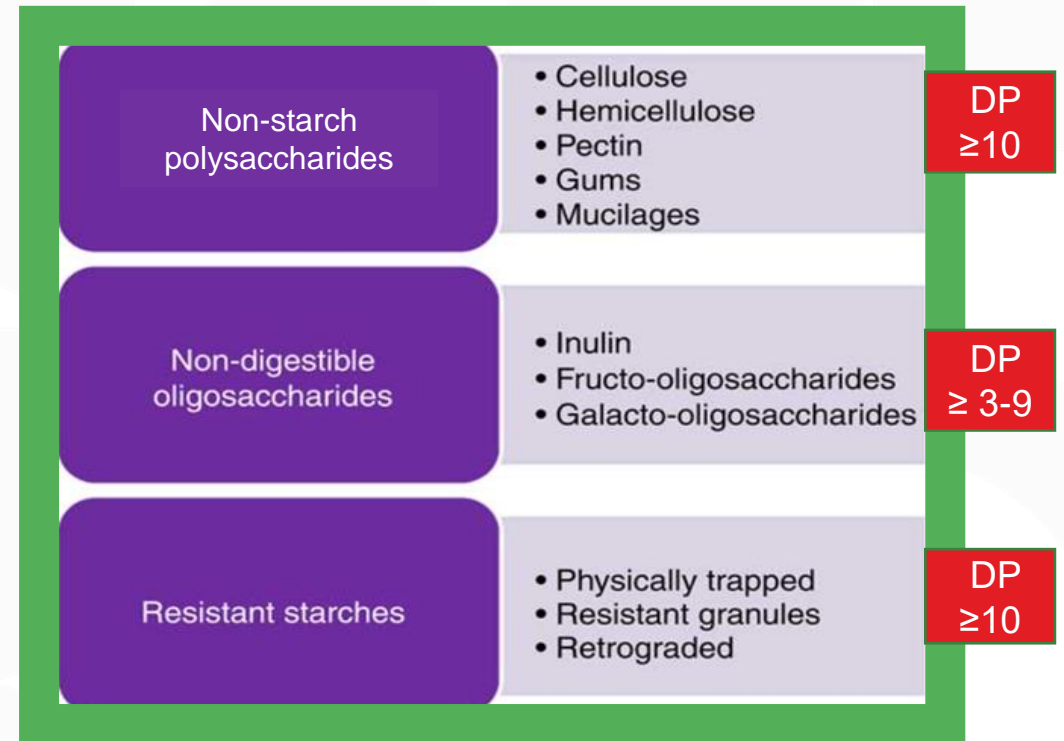 Non-starch
polysaccharides
• Cellulose
• Hemicellulose
• Pectin
• Gums
• Mucilages
DP
≥10
Non-digestible
oligosaccharides
• Inulin
• Fructo-oligosaccharides
• Galacto-oligosaccharides
DP
≥ 3-9
Resistant starches
• Physically trapped
• Resistant granules
• Retrograded
DP
≥10